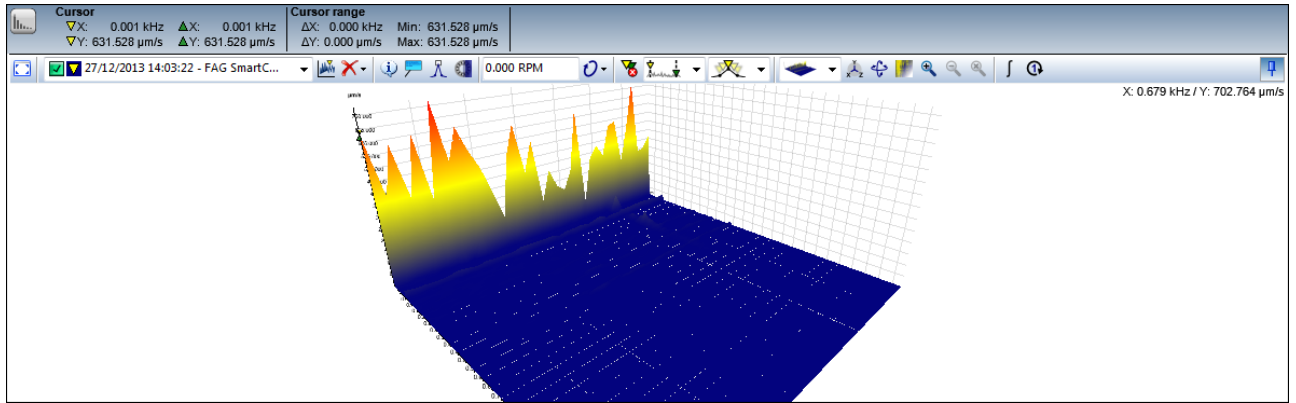 Cursor Cursor range
X: 0.001 kHz X: 0.001 kHz ΔX: 0.000 kHz Min: 631.528 µm/s
Y: 631.528 µm/s Y: 631.528 µm/s ΔY: 0.000 µm/s Max: 631.528 µm/s
27/12/2013 14:03:22 - FAG SmartC... 0.000 RPM
X: 0.679 kHz / Y: 702.764 µm/s
µm/s